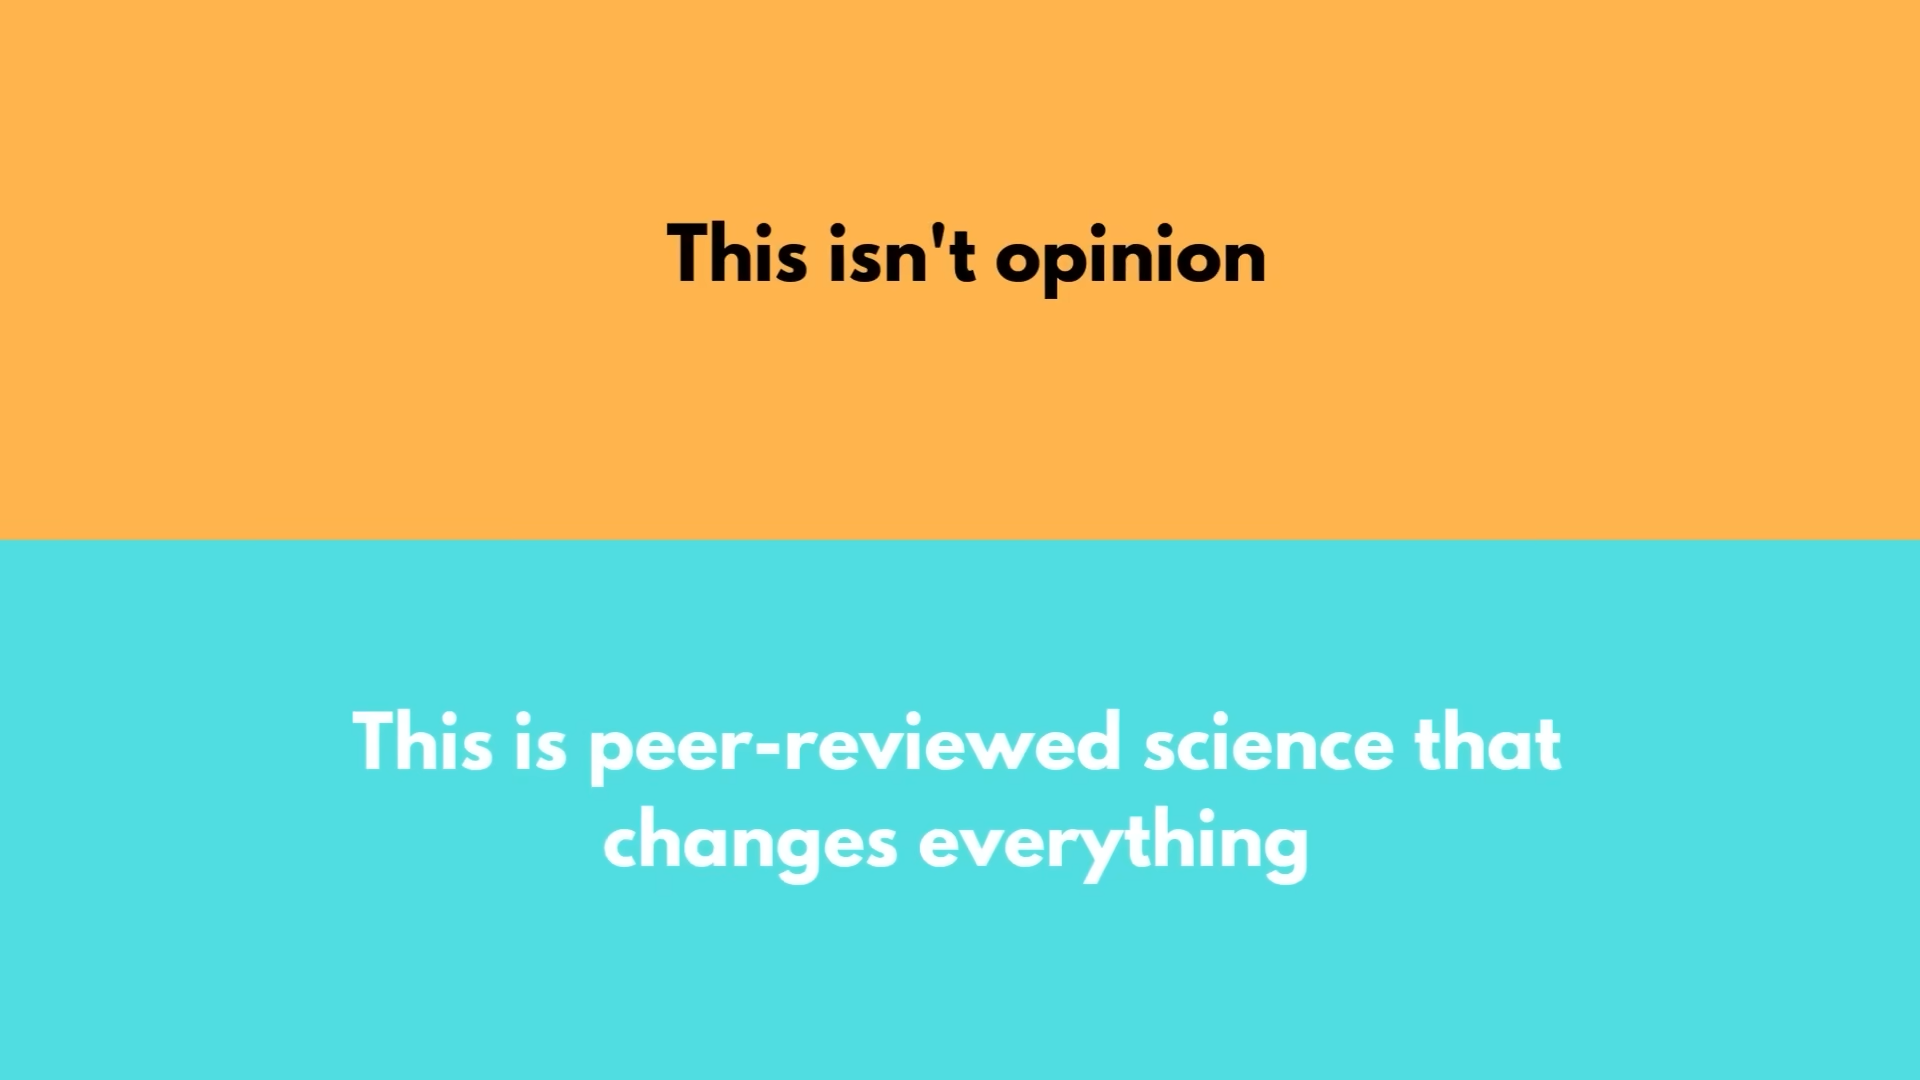 This isn't opinion
This is peer-reviewed science that
changes everything